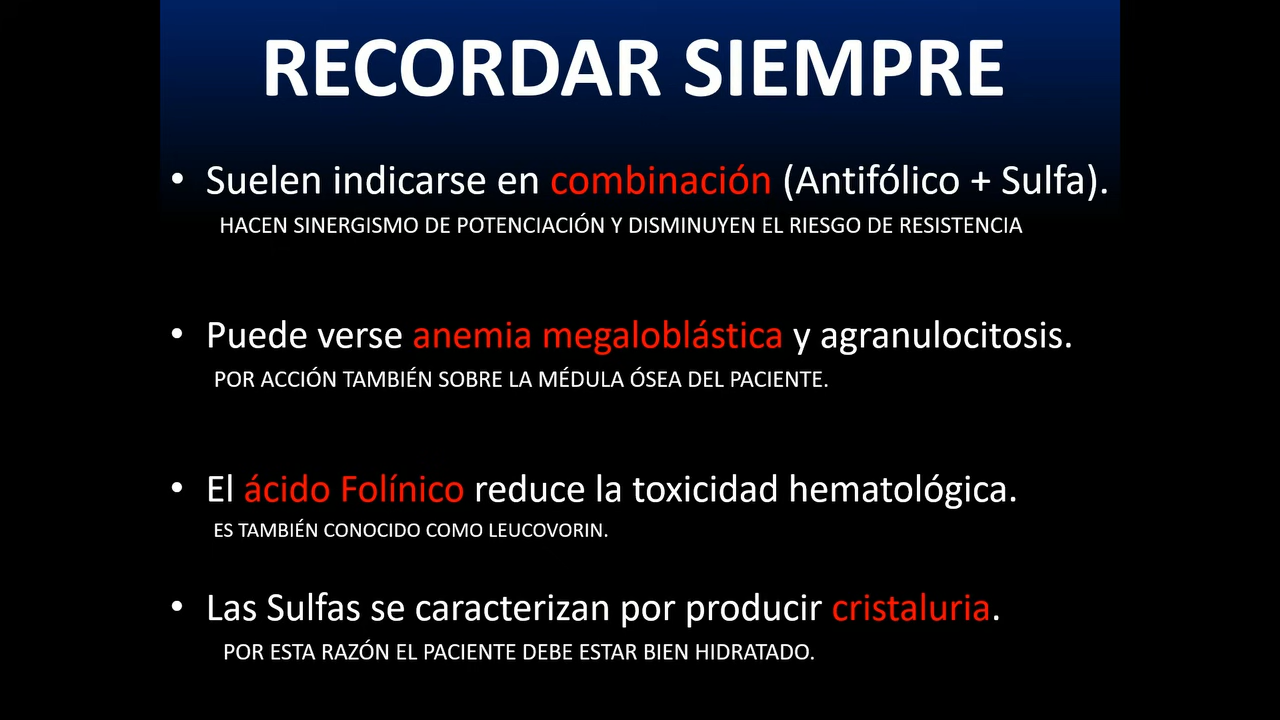 RECORDAR SIEMPRE
• Suelen indicarse en combinación (Antifólico + Sulfa).
HACEN SINERGISMO DE POTENCIACIÓN Y DISMINUYEN EL RIESGO DE RESISTENCIA
• Puede verse anemia megaloblástica y agranulocitosis.
POR ACCIÓN TAMBIÉN SOBRE LA MÉDULA ÓSEA DEL PACIENTE.
• El ácido Folínico reduce la toxicidad hematológica.
ES TAMBIÉN CONOCIDO COMO LEUCOVORIN.
• Las Sulfas se caracterizan por producir cristaluria.
POR ESTA RAZÓN EL PACIENTE DEBE ESTAR BIEN HIDRATADO.